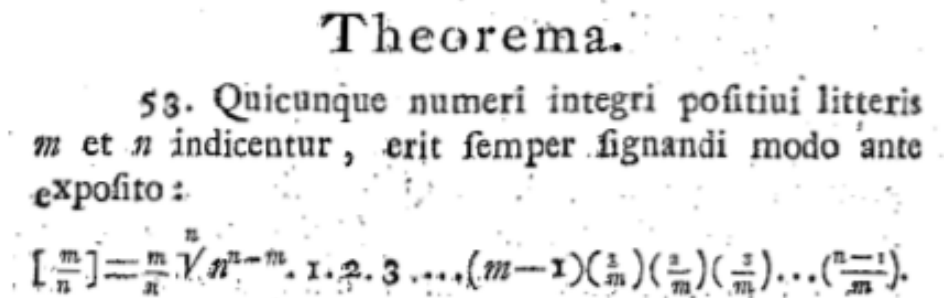 Theorema.
53. Quicunque numeri integri poſitiui litteris
m et n indicentur, erit ſemper ſignandi modo ante
expoſito:
[m/n]=m/n ⁿ√n^{n-m}. 1. 2. 3 ....(m-1)(1/m)(2/m)(3/m)...(n-1/m).